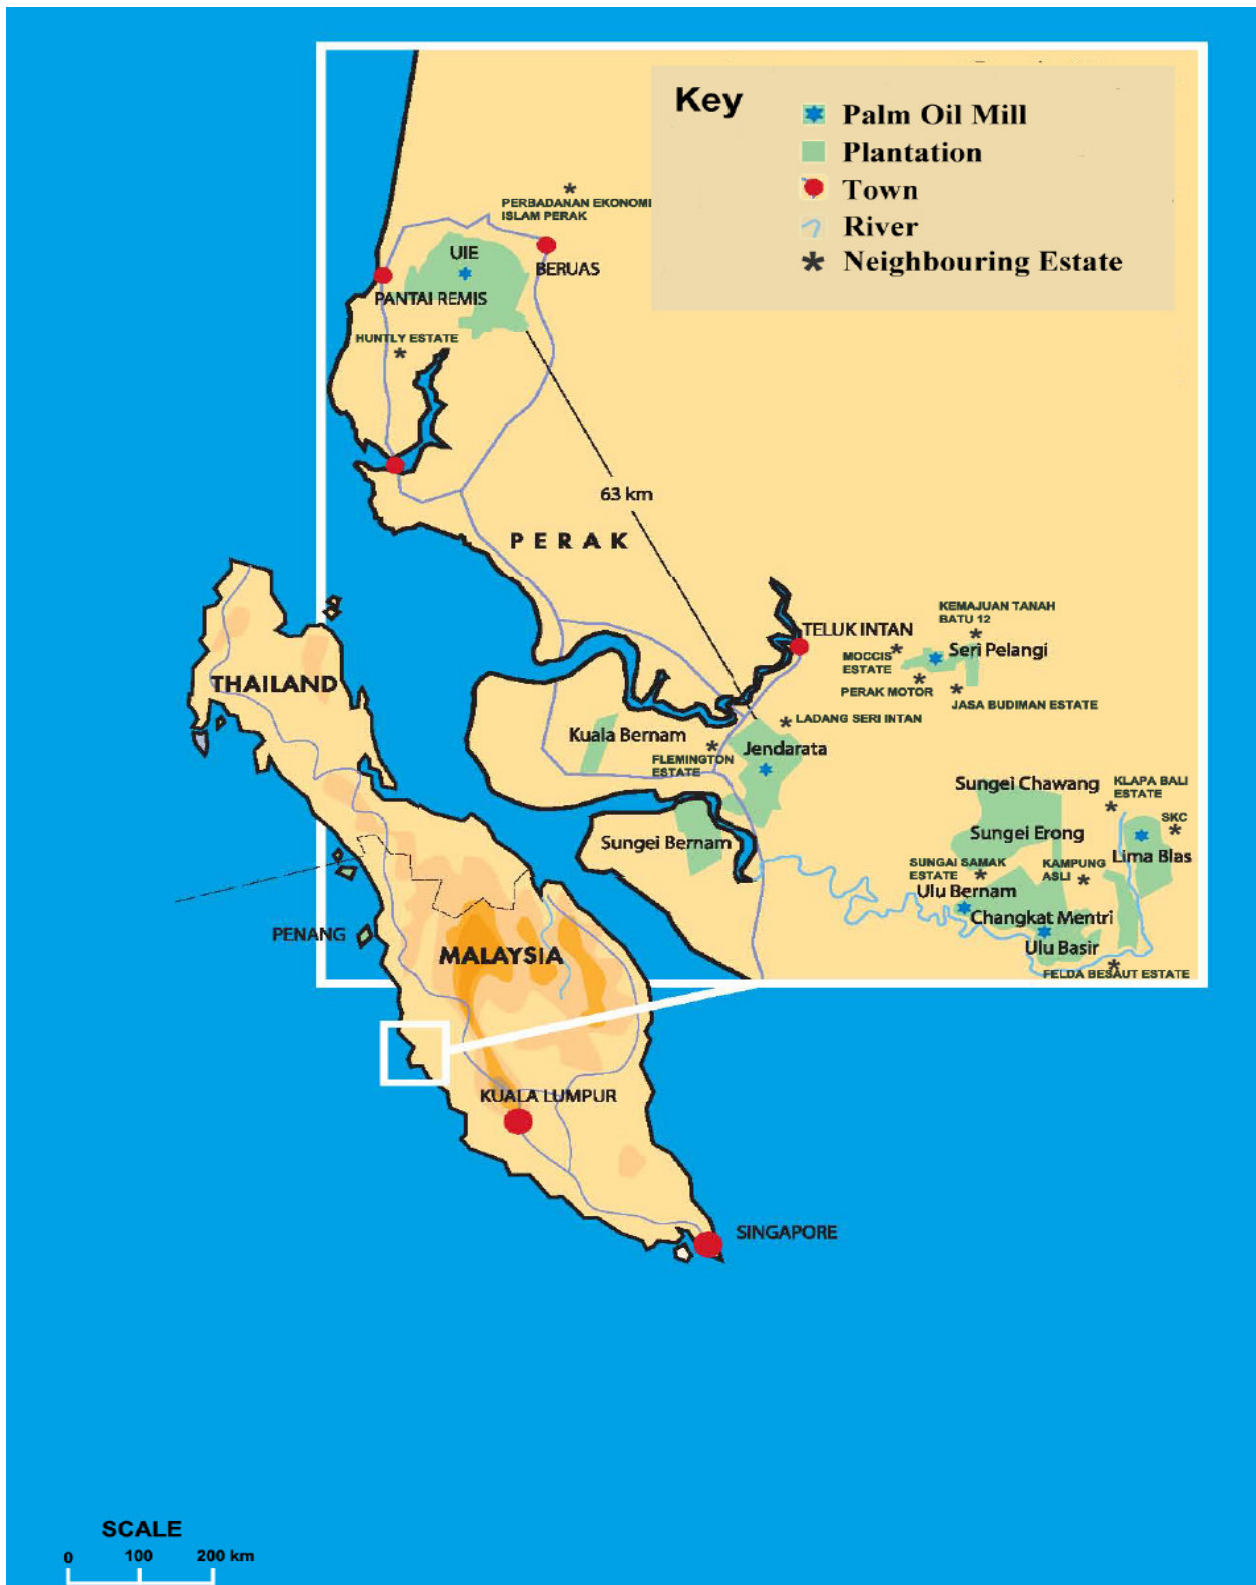 Key
Palm Oil Mill
Plantation
Town
River
Neighbouring Estate
PERBADANAN EKONOMI
ISLAM PERAK
UIE
BERUAS
PANTAI REMIS
HUNTLY ESTATE
63 km
PERAK
TELUK INTAN
KEMAJUAN TANAH
BATU 12
MOCCIS
ESTATE
Seri Pelangi
PERAK MOTOR
JASA BUDIMAN ESTATE
LADANG SERI INTAN
Kuala Bernam
FLEMINGTON
ESTATE
Jendarata
Sungei Chawang
KLAPA BALI
ESTATE
SKC
Sungei Erong
Sungei Bernam
Lima Blas
SUNGAI SAMAK
ESTATE
KAMPUNG
ASLI
Ulu Bernam
Changkat Mentri
Ulu Basir
FELDA BESAUT ESTATE
THAILAND
PENANG
MALAYSIA
KUALA LUMPUR
SINGAPORE
SCALE
0 100 200 km